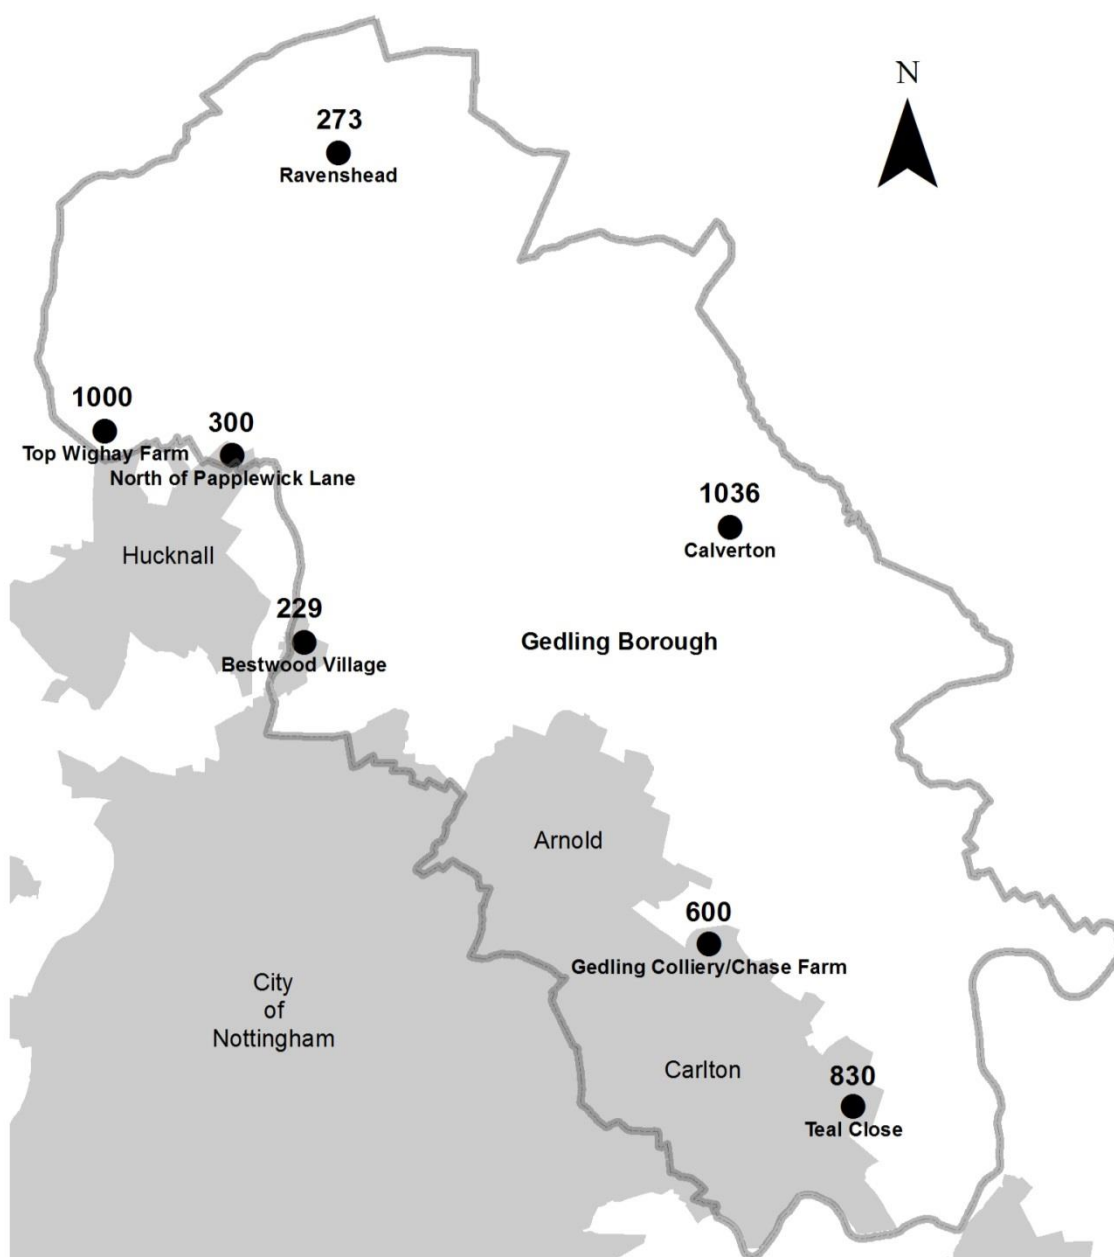 N
273
Ravenshead
1000
Top Wighay Farm
300
North of Papplewick Lane
1036
Calverton
Hucknall
229
Bestwood Village
Gedling Borough
Arnold
600
Gedling Colliery/Chase Farm
City
of
Nottingham
Carlton
830
Teal Close